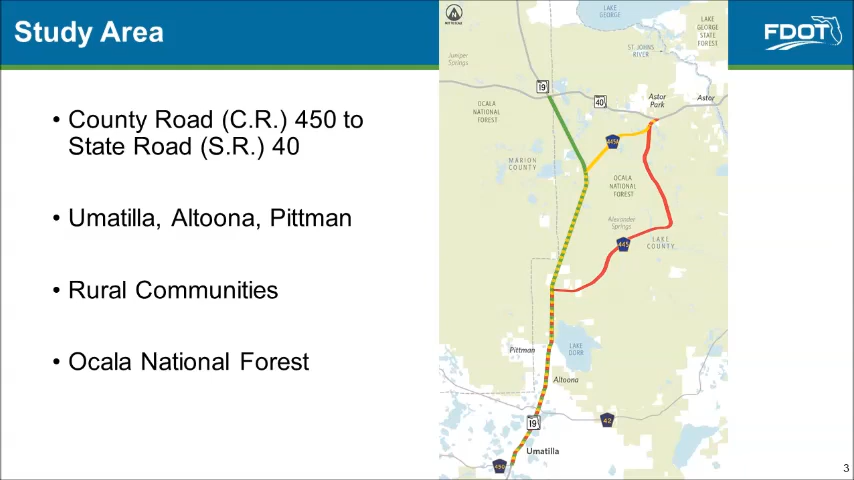 Study Area
FDOT
• County Road (C.R.) 450 to
State Road (S.R.) 40
• Umatilla, Altoona, Pittman
• Rural Communities
• Ocala National Forest
LAKE
GEORGE
LAKE
GEORGE
STATE
FOREST
ST. JOHNS
RIVER
Juniper
Springs
19
40
Astor
Park
Astor
OCALA
NATIONAL
FOREST
445A
MARION
COUNTY
OCALA
NATIONAL
FOREST
Alexander
Springs
445
LAKE
COUNTY
LAKE
DORR
Pittman
Altoona
19
42
Umatilla
450
3